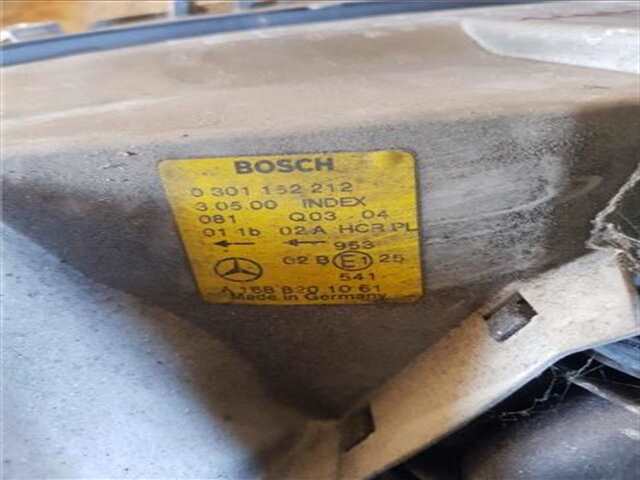 BOSCH
0 301 152 212
3.05.00 INDEX
081 Q03 - 04
01 1b 02 A HCR PL
953
02 B E1 25
541
A 168 820 10 61
Made in Germany